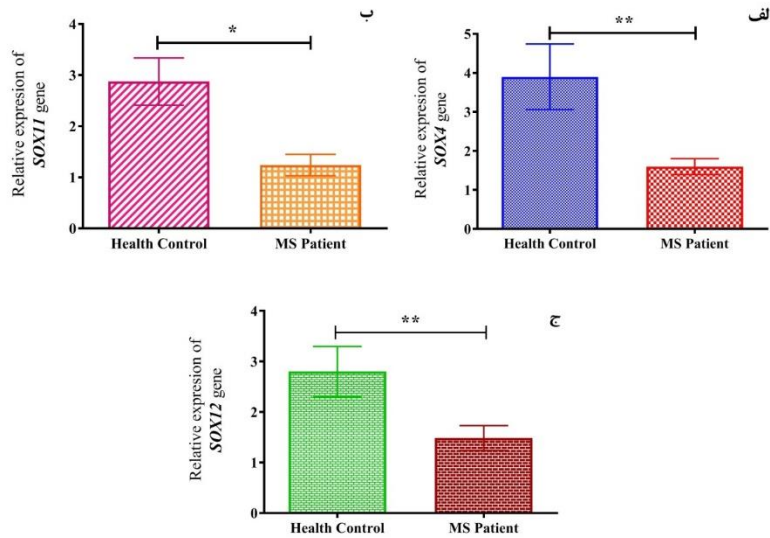 ب
*
4
3
2
1
0
Relative expresion of
SOX11 gene
Health Control
MS Patient
لف
**
5
4
3
2
1
0
Relative expresion of
SOX4 gene
Health Control
MS Patient
ج
**
4
3
2
1
0
Relative expresion of
SOX12 gene
Health Control
MS Patient